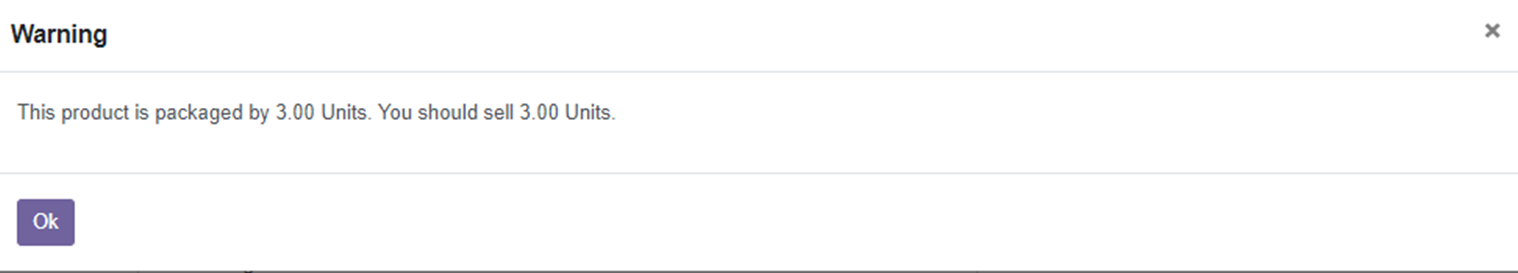 Warning
×
This product is packaged by 3.00 Units. You should sell 3.00 Units.
Ok